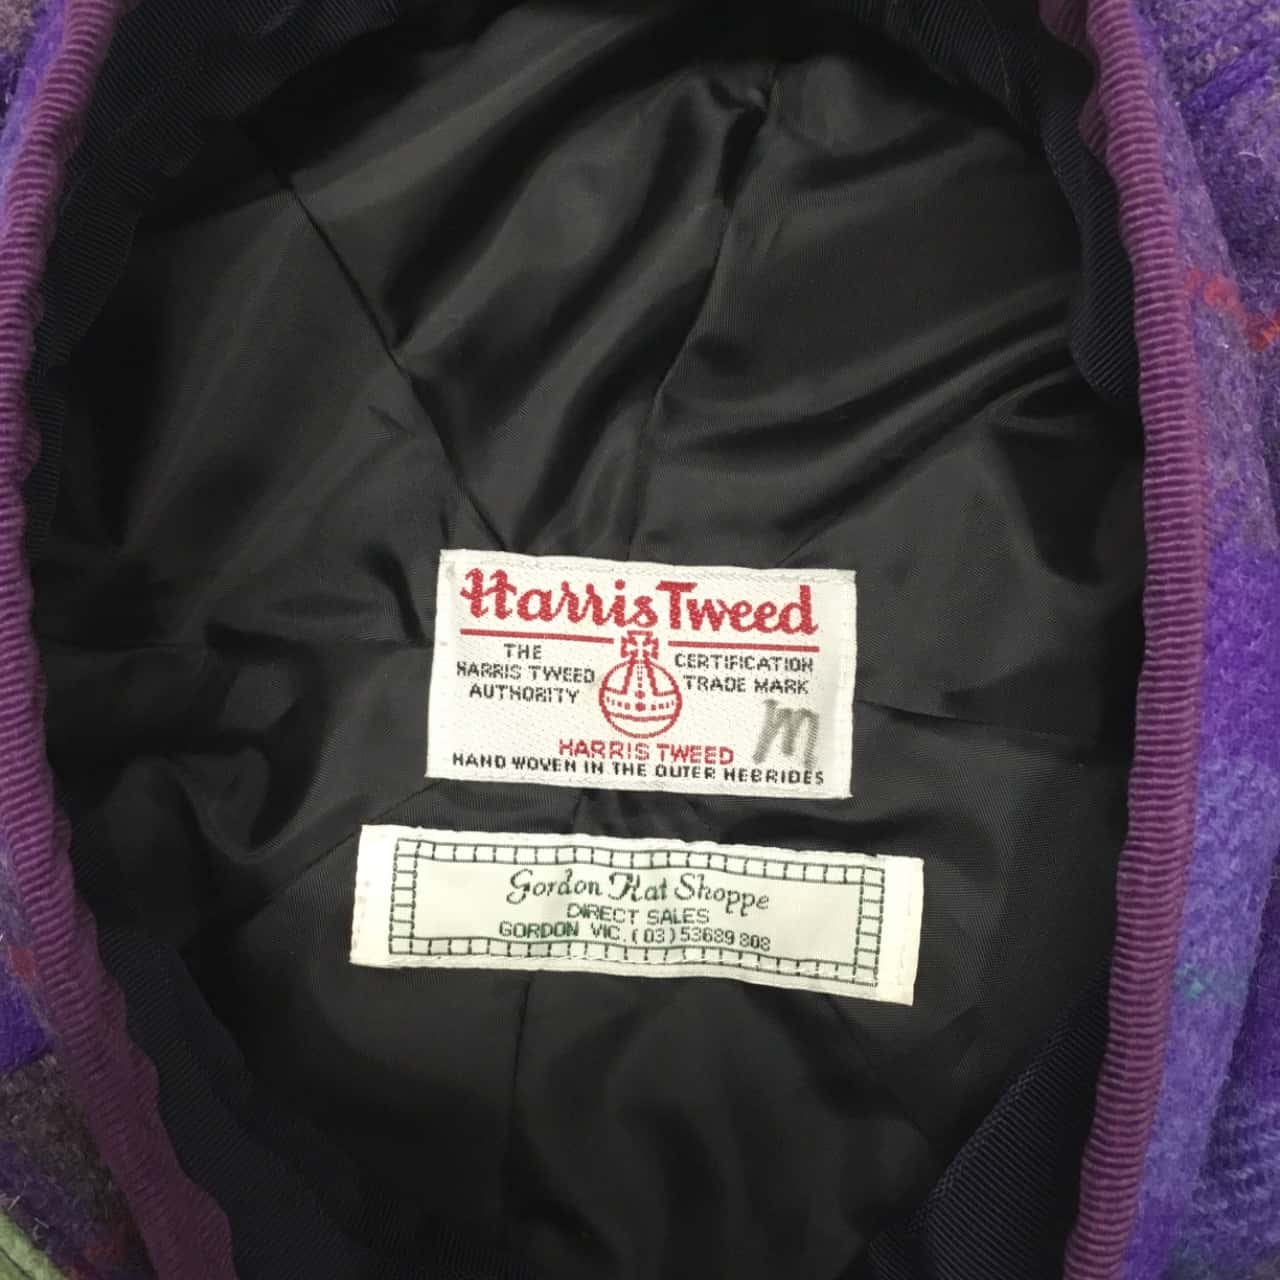 Harris Tweed
THE
HARRIS TWEED
AUTHORITY
CERTIFICATION
TRADE MARK
M
HARRIS TWEED
HAND WOVEN IN THE OUTER HEBRIDES
Gordon Hat Shoppe
DIRECT SALES
GORDON VIC. (03) 53689 808